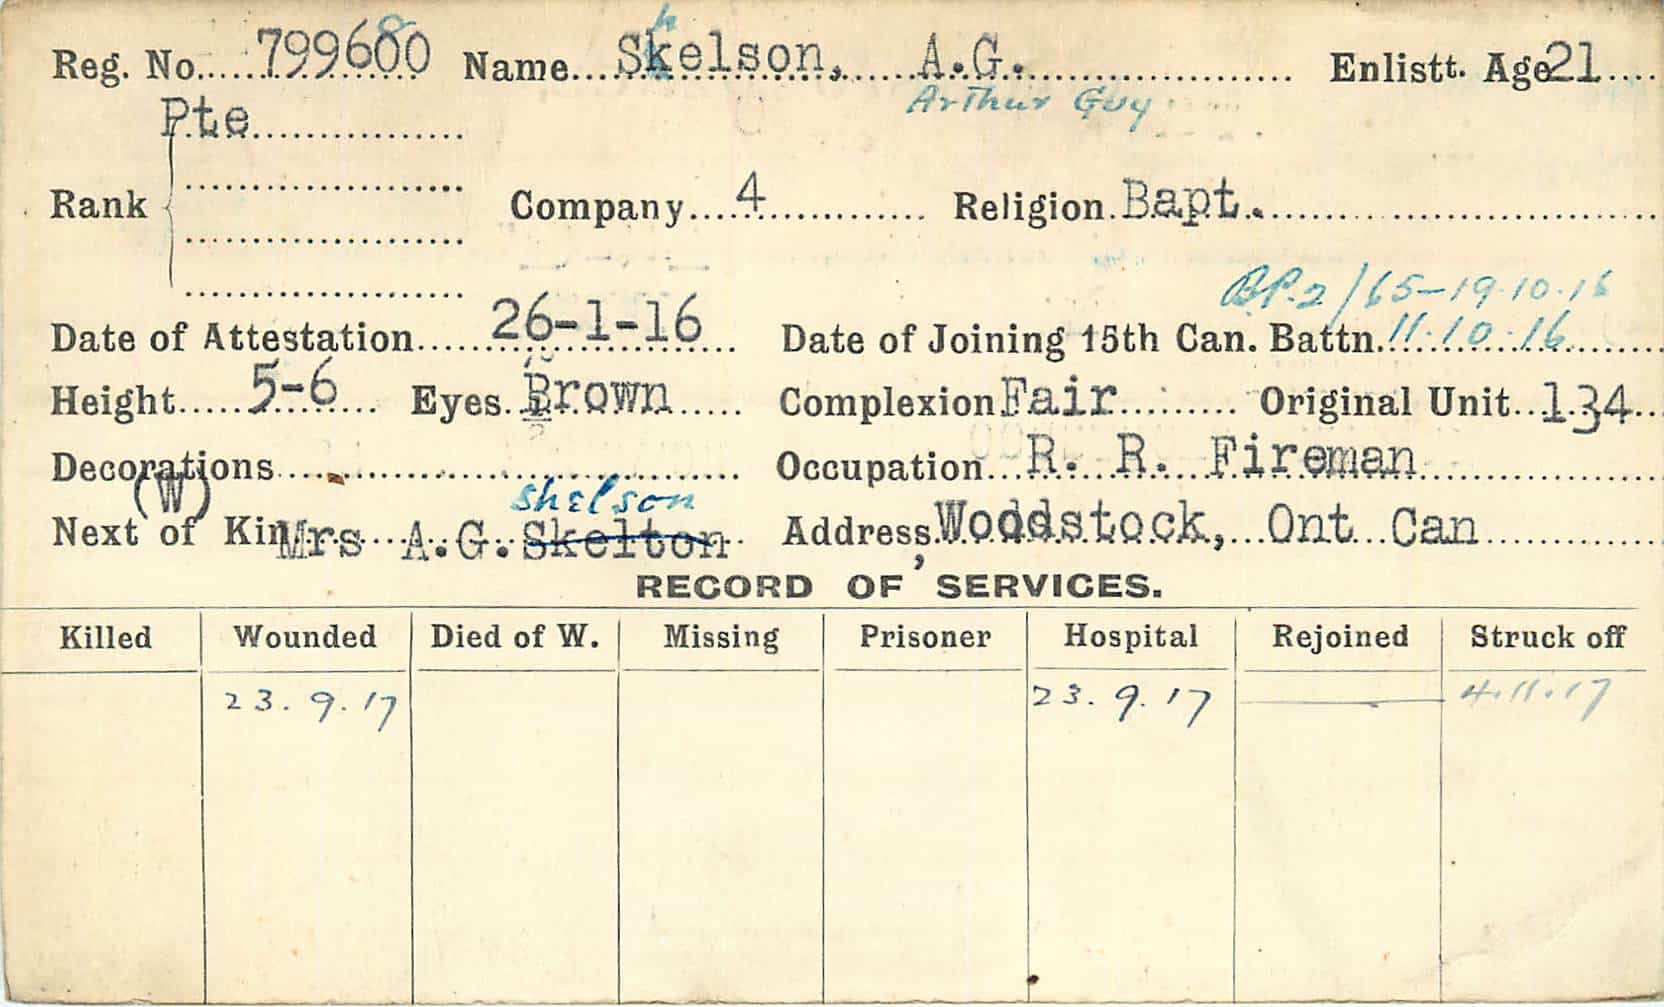 Reg. No. 799680 Name Shelson, A.G. Enlistt. Age 21
Pte Arthur Guy
Rank Company 4 Religion Bapt.
B.P.2/65-19.10.16
Date of Attestation 26-1-16 Date of Joining 15th Can. Battn. 11.10.16
Height 5-6 Eyes Brown Complexion Fair Original Unit 134
Decorations Occupation R. R. Fireman
(W) Shelson
Next of Kin Mrs A.G. Skelton Address Woodstock, Ont Can
RECORD OF SERVICES.
Killed Wounded Died of W. Missing Prisoner Hospital Rejoined Struck off
23.9.17 23.9.17 4.11.17